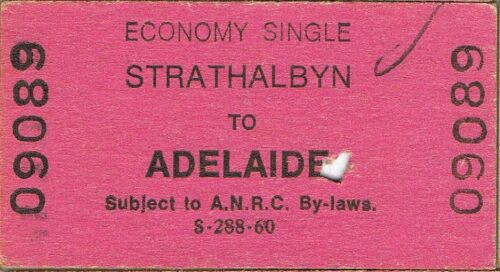 ECONOMY SINGLE
STRATHALBYN
TO
ADELAIDE
Subject to A.N.R.C. By-laws.
S-288-60
09089
09089